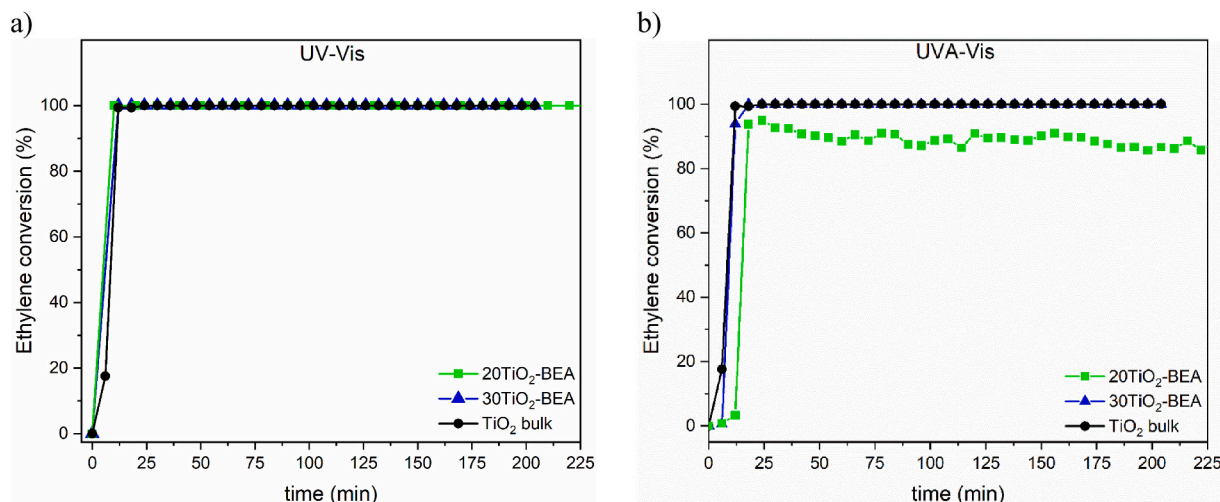 a)
UV-Vis
Ethylene conversion (%)
100
80
60
40
20
0
20TiO₂-BEA
30TiO₂-BEA
TiO₂ bulk
0 25 50 75 100 125 150 175 200 225
time (min)
b)
UVA-Vis
Ethylene conversion (%)
100
80
60
40
20
0
20TiO₂-BEA
30TiO₂-BEA
TiO₂ bulk
0 25 50 75 100 125 150 175 200 225
time (min)